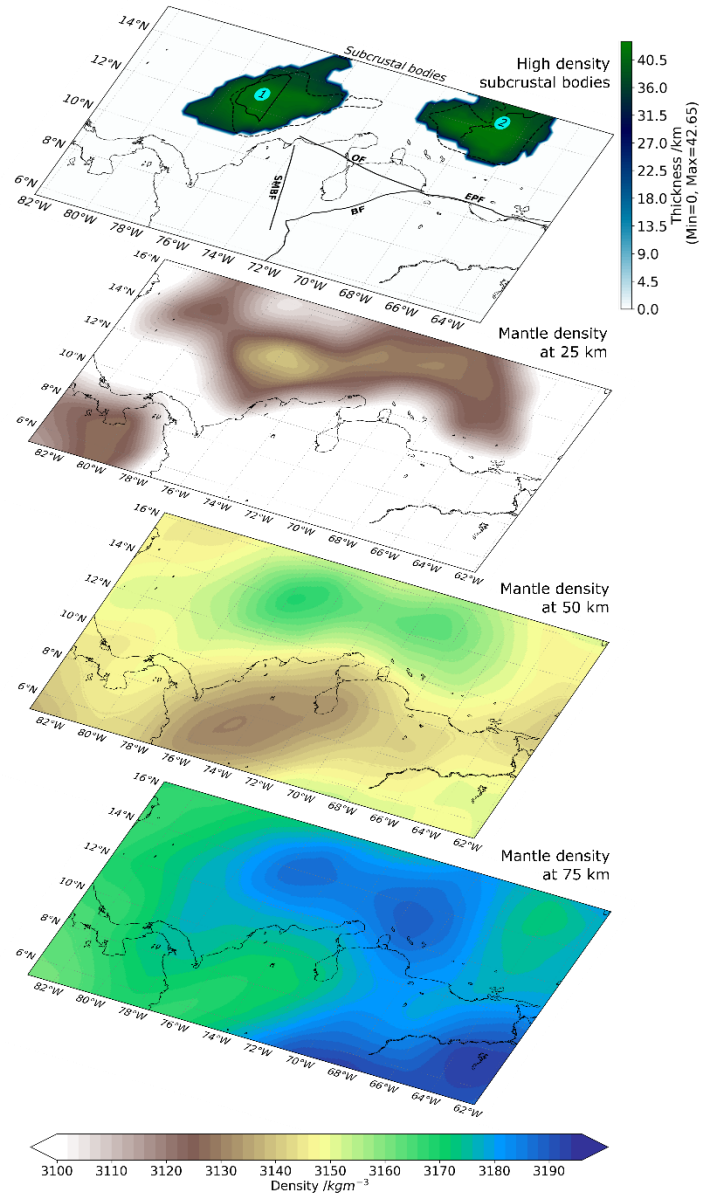 14°N
12°N
10°N
8°N
6°N
82°W
80°W
78°W
76°W
74°W
72°W
70°W
68°W
66°W
64°W
Subcrustal bodies
High density
subcrustal bodies
1
2
OF
SMBF
BF
EPF
40.5
36.0
31.5
27.0
22.5
18.0
13.5
9.0
4.5
0.0
Thickness /km
(Min=0, Max=42.65)
16°N
14°N
12°N
10°N
8°N
6°N
82°W
80°W
78°W
76°W
74°W
72°W
70°W
68°W
66°W
64°W
62°W
Mantle density
at 25 km
16°N
14°N
12°N
10°N
8°N
6°N
82°W
80°W
78°W
76°W
74°W
72°W
70°W
68°W
66°W
64°W
62°W
Mantle density
at 50 km
16°N
12°N
10°N
8°N
6°N
82°W
80°W
78°W
76°W
74°W
72°W
70°W
68°W
66°W
64°W
62°W
Mantle density
at 75 km
3100 3110 3120 3130 3140 3150 3160 3170 3180 3190
Density /kgm⁻³